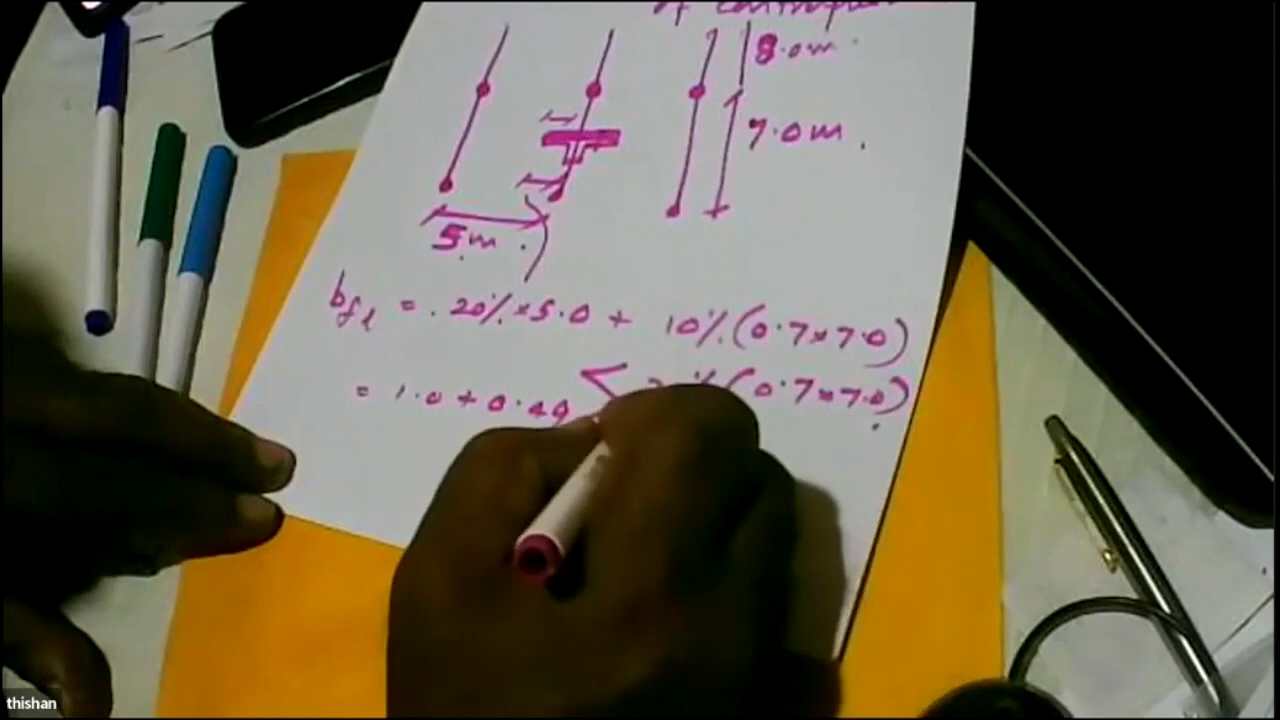 of
8.0m.
7.0m.
5m.
bf1 = .20%×5.0 + 10%(0.7×7.0)
< %(0.7×7.0)
= 1.0 + 0.49
thishan